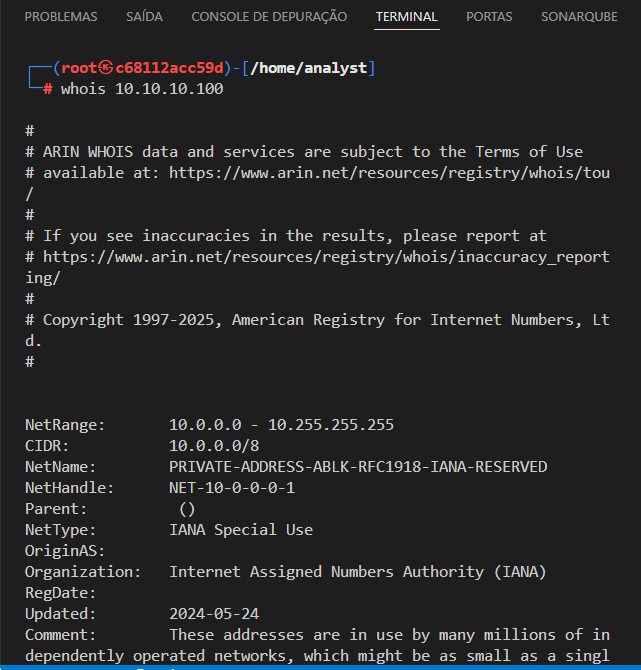 PROBLEMAS SAÍDA CONSOLE DE DEPURAÇÃO TERMINAL PORTAS SONARQUBE
┌──(root㉿c68112acc59d)-[/home/analyst]
└─# whois 10.10.10.100
#
# ARIN WHOIS data and services are subject to the Terms of Use
# available at: https://www.arin.net/resources/registry/whois/tou
/
#
# If you see inaccuracies in the results, please report at
# https://www.arin.net/resources/registry/whois/inaccuracy_report
ing/
#
# Copyright 1997-2025, American Registry for Internet Numbers, Lt
d.
#
NetRange:       10.0.0.0 - 10.255.255.255
CIDR:           10.0.0.0/8
NetName:        PRIVATE-ADDRESS-ABLK-RFC1918-IANA-RESERVED
NetHandle:      NET-10-0-0-0-1
Parent:          ()
NetType:        IANA Special Use
OriginAS:
Organization:   Internet Assigned Numbers Authority (IANA)
RegDate:
Updated:        2024-05-24
Comment:        These addresses are in use by many millions of in
dependently operated networks, which might be as small as a singl